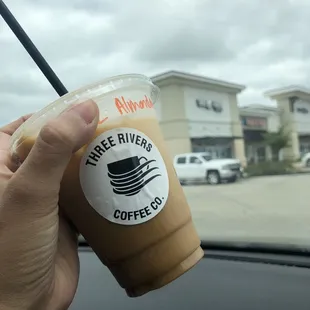 Almond
THREE RIVERS
COFFEE CO.